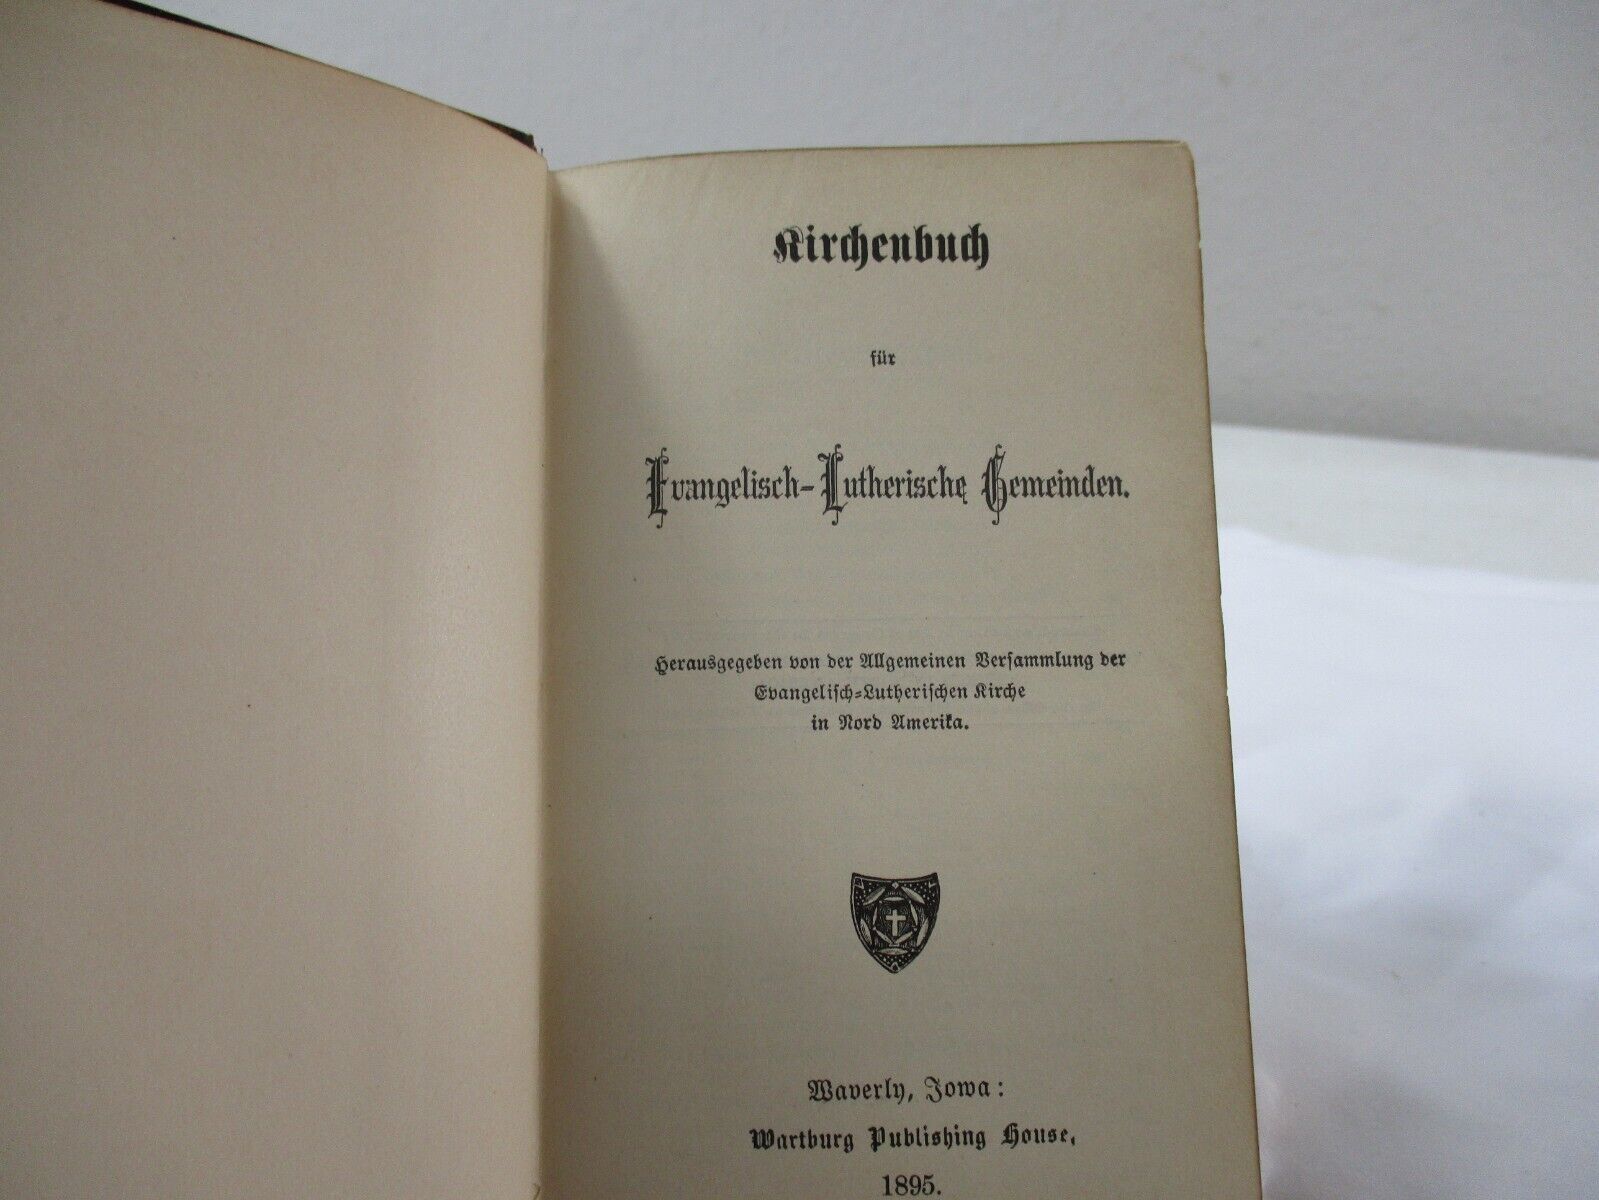 Kirchenbuch
für
Evangelisch-Lutherische Gemeinden.
Herausgegeben von der Allgemeinen Versammlung der
Evangelisch-Lutherischen Kirche
in Nord Amerika.
Waverly, Iowa:
Wartburg Publishing House,
1895.